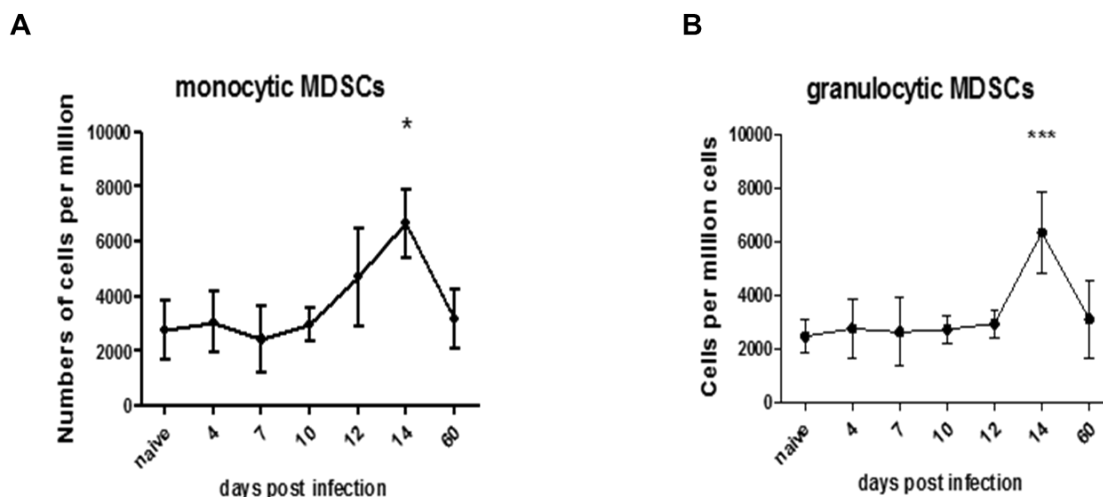 A
monocytic MDSCs
Numbers of cells per million
10000
8000
6000
4000
2000
0
*
naive
4
7
10
12
14
60
days post infection
B
granulocytic MDSCs
Cells per million cells
10000
8000
6000
4000
2000
0
***
naive
4
7
10
12
14
60
days post infection